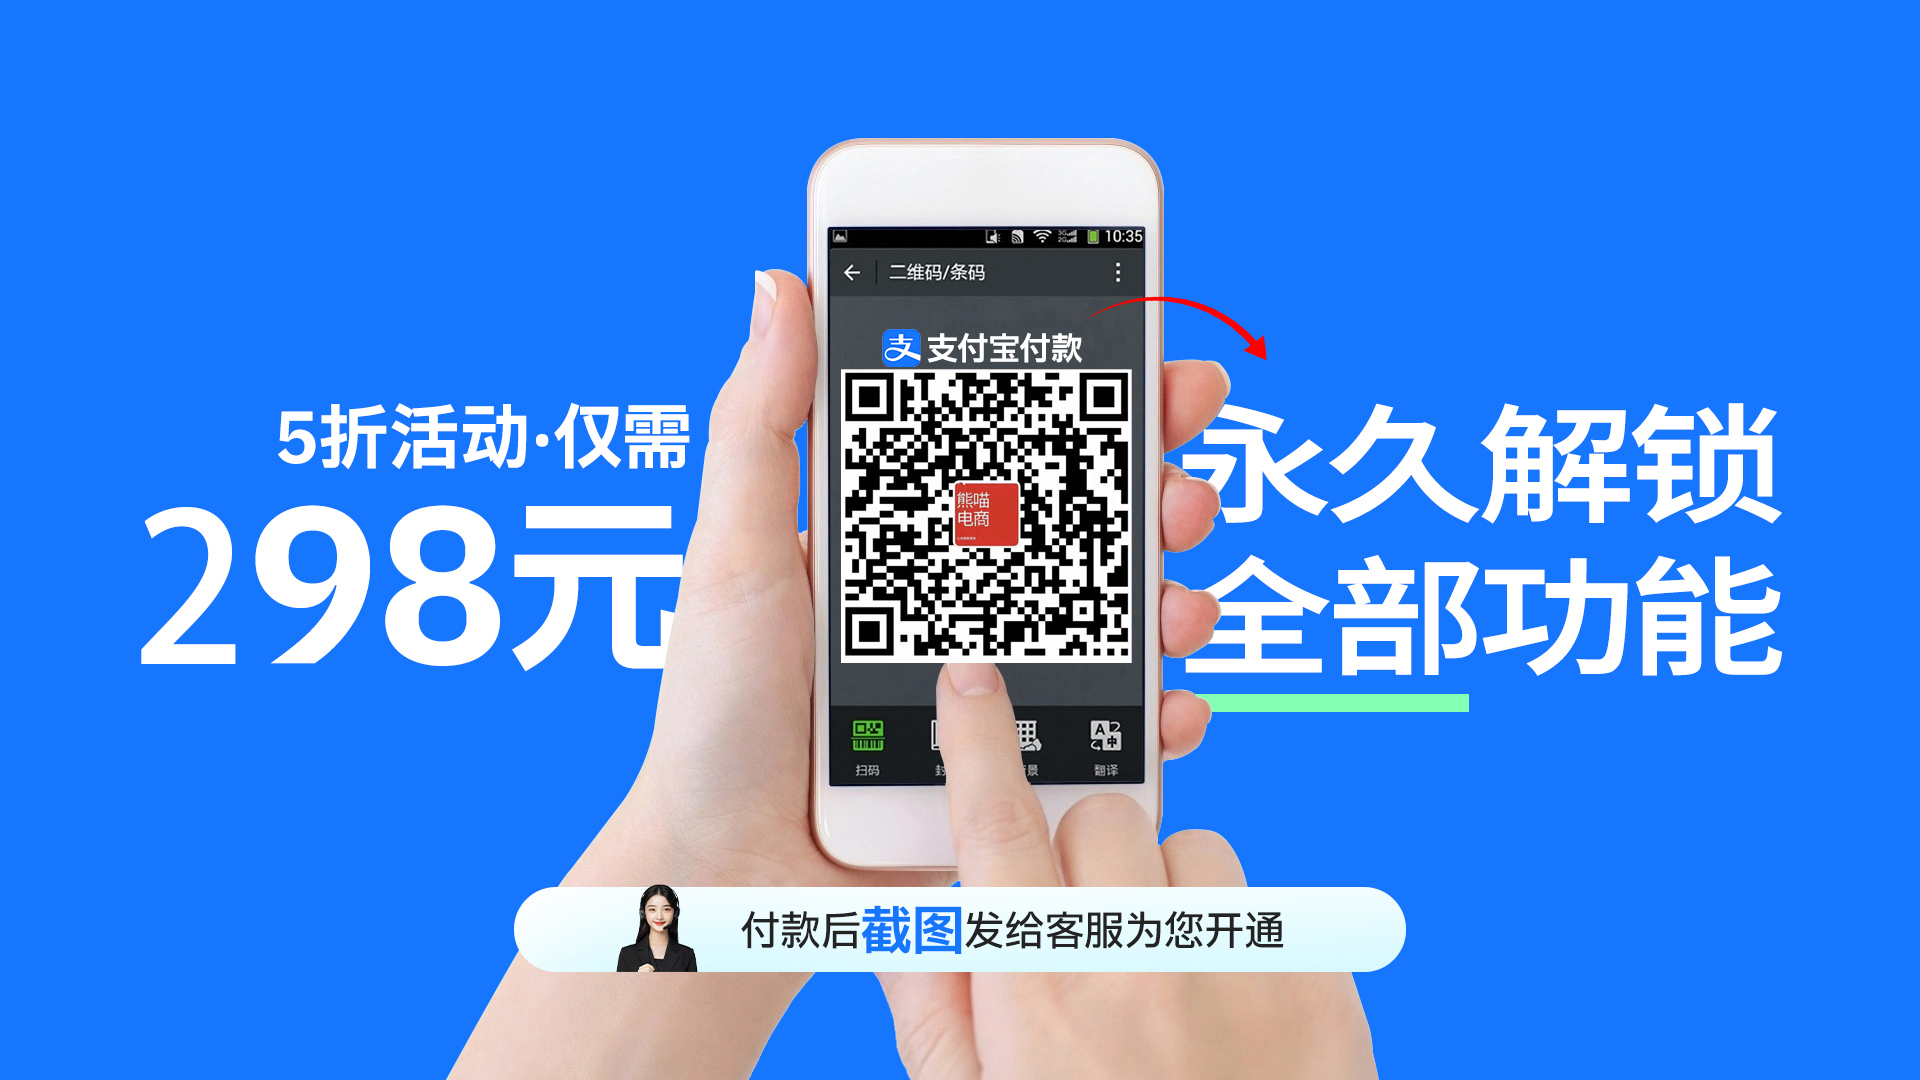 10:35
二维码/条码
支 支付宝付款
5折活动·仅需
298元
熊喵
电商
永久解锁
全部功能
扫码
景
翻译
付款后截图发给客服为您开通